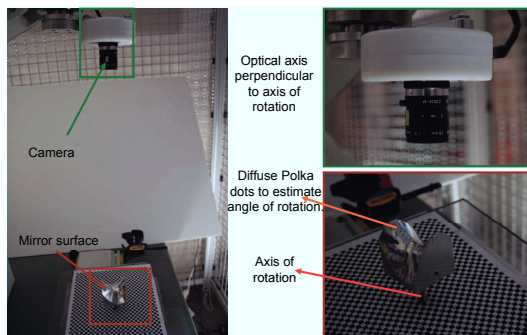 Optical axis
perpendicular
to axis of
rotation
Camera
Diffuse Polka
dots to estimate
angle of rotation.
Mirror surface
Axis of
rotation